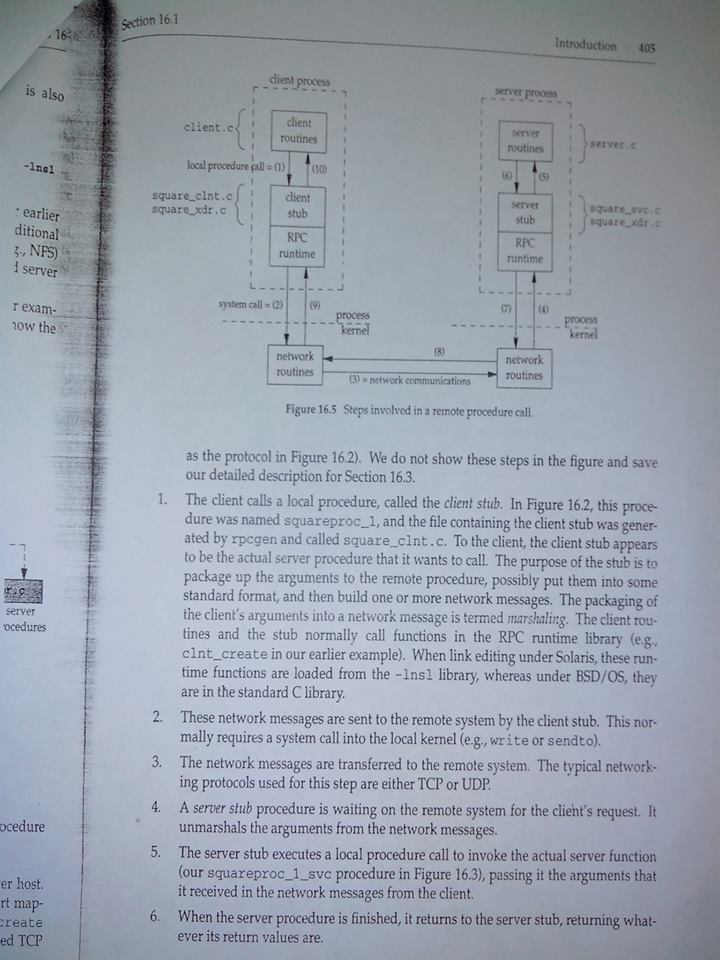 Section 16.1
Introduction 405
is also
-lnsl
earlier
ditional
NFS)
server
r exam-
now the
server
ocedures
ocedure
er host.
rt map-
create
ed TCP
client process
server process
client.c
client
routines
server
routines
server.c
local procedure call = (1)
(10)
(6)
(5)
square_clnt.c
square_xdr.c
client
stub
server
stub
square_svc.c
square_xdr.c
RPC
runtime
RPC
runtime
system call = (2)
(9)
(7)
(4)
process
kernel
process
kernel
network
routines
(8)
(3) = network communications
network
routines
Figure 16.5 Steps involved in a remote procedure call.
as the protocol in Figure 16.2). We do not show these steps in the figure and save
our detailed description for Section 16.3.
1. The client calls a local procedure, called the client stub. In Figure 16.2, this proce-
dure was named squareproc_1, and the file containing the client stub was gener-
ated by rpcgen and called square_clnt.c. To the client, the client stub appears
to be the actual server procedure that it wants to call. The purpose of the stub is to
package up the arguments to the remote procedure, possibly put them into some
standard format, and then build one or more network messages. The packaging of
the client's arguments into a network message is termed marshaling. The client rou-
tines and the stub normally call functions in the RPC runtime library (e.g.,
clnt_create in our earlier example). When link editing under Solaris, these run-
time functions are loaded from the -lnsl library, whereas under BSD/OS, they
are in the standard C library.
2. These network messages are sent to the remote system by the client stub. This nor-
mally requires a system call into the local kernel (e.g., write or sendto).
3. The network messages are transferred to the remote system. The typical network-
ing protocols used for this step are either TCP or UDP.
4. A server stub procedure is waiting on the remote system for the client's request. It
unmarshals the arguments from the network messages.
5. The server stub executes a local procedure call to invoke the actual server function
(our squareproc_1_svc procedure in Figure 16.3), passing it the arguments that
it received in the network messages from the client.
6. When the server procedure is finished, it returns to the server stub, returning what-
ever its return values are.